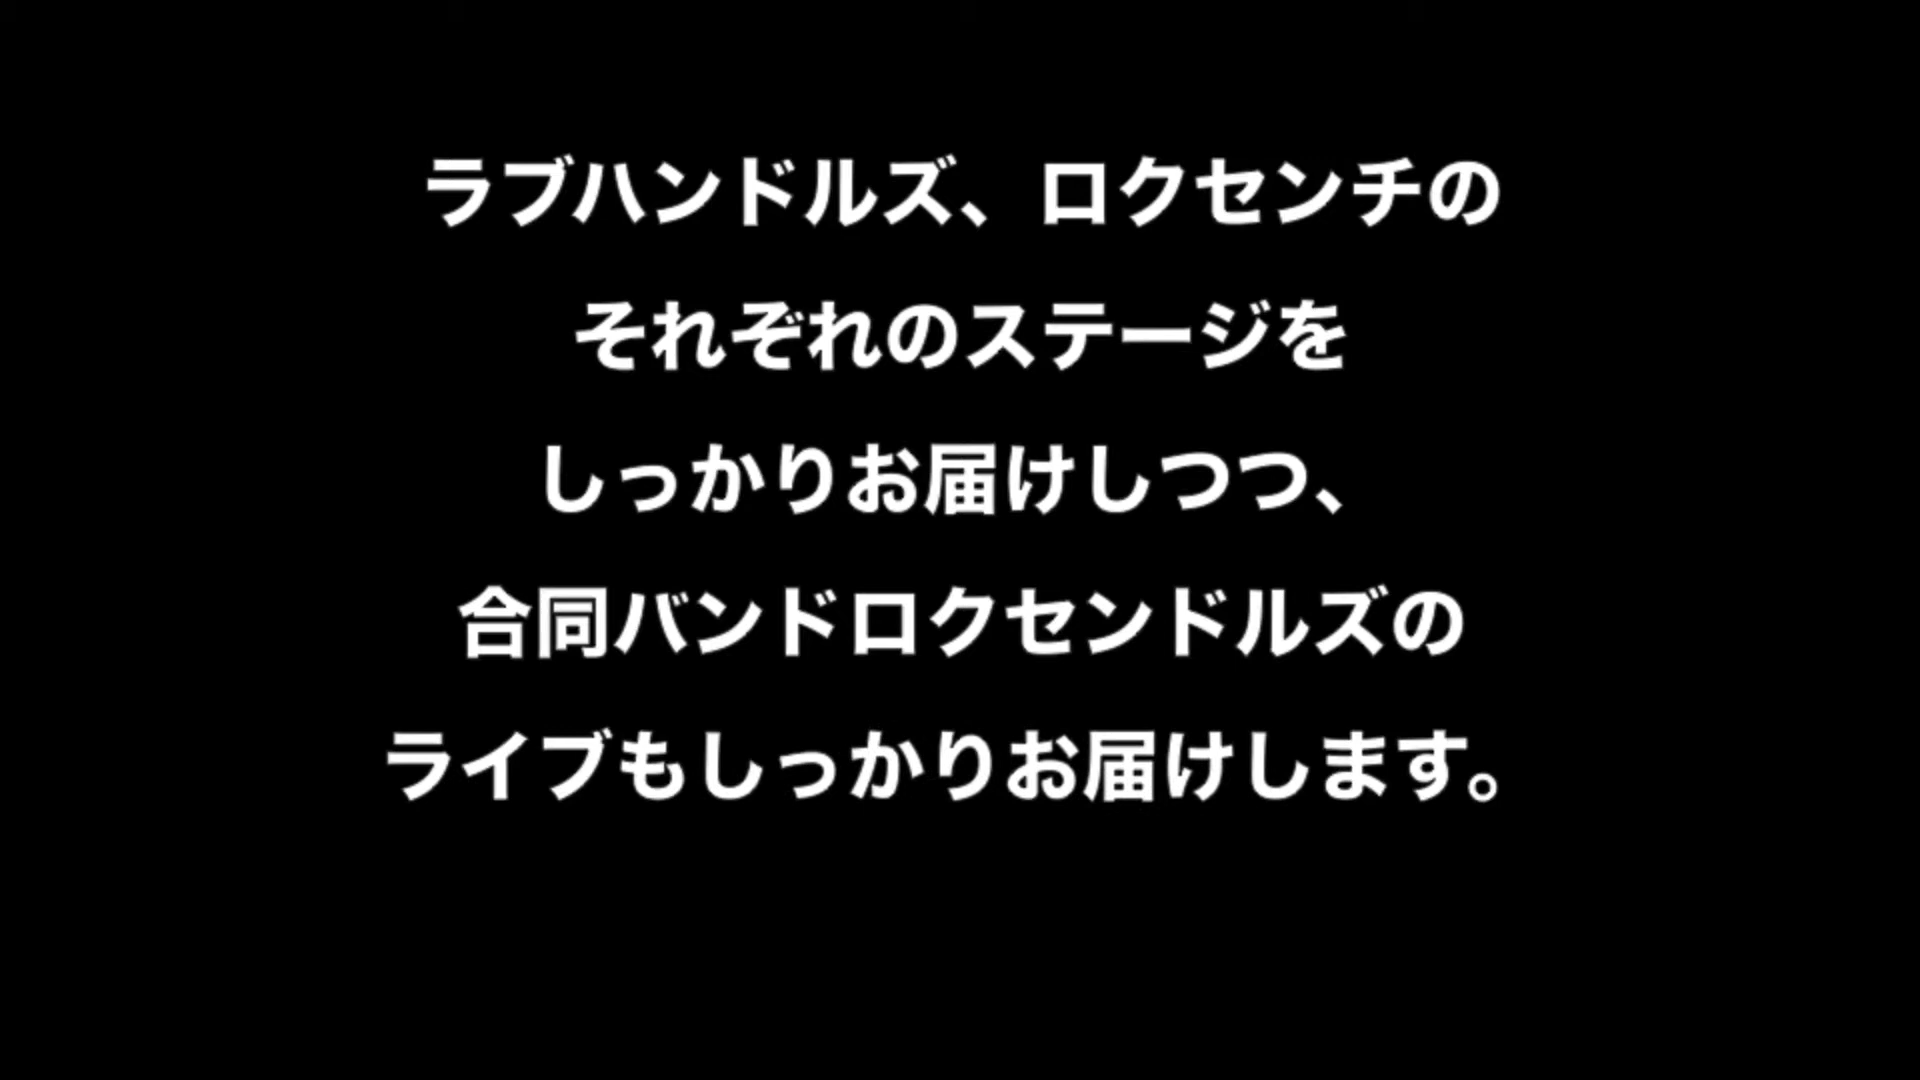 ラブハンドルズ、ロクセンチの
それぞれのステージを
しっかりお届けしつつ、
合同バンドロクセンドルズの
ライブもしっかりお届けします。